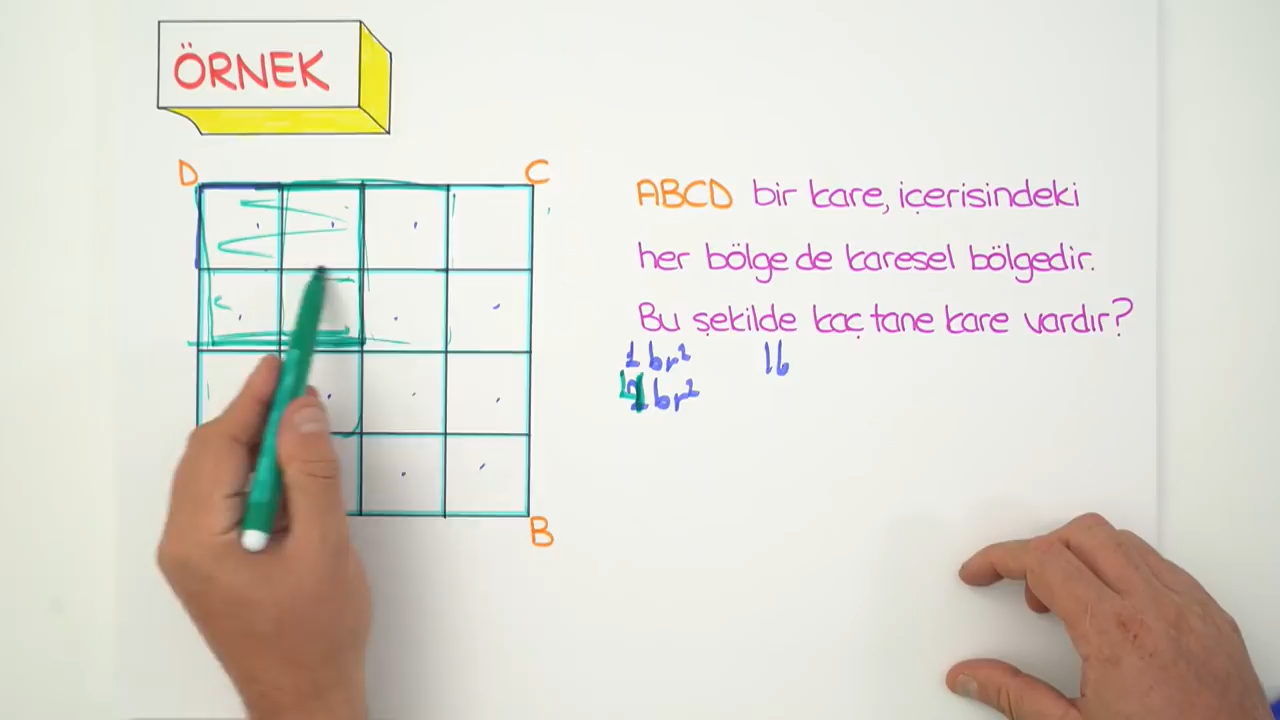 ÖRNEK
D
C
B
ABCD bir kare, içerisindeki
her bölge de karesel bölgedir.
Bu şekilde kaç tane kare vardır?
1 br² 16
4 br²